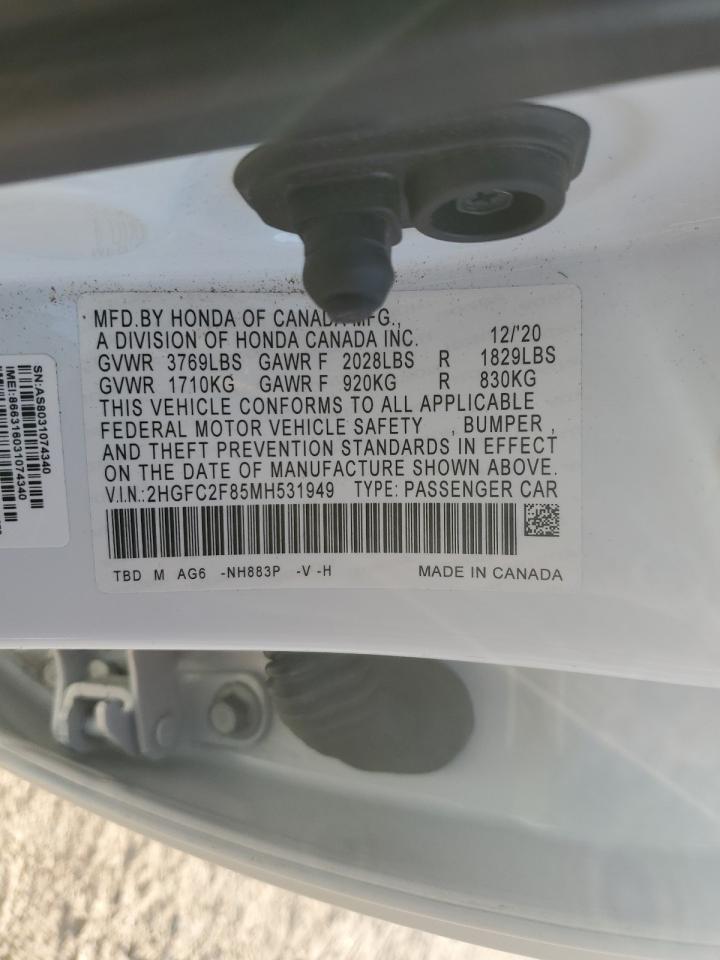 MFD.BY HONDA OF CANADA MFG.,
A DIVISION OF HONDA CANADA INC. 12/'20
GVWR 3769LBS GAWR F 2028LBS R 1829LBS
GVWR 1710KG GAWR F 920KG R 830KG
THIS VEHICLE CONFORMS TO ALL APPLICABLE
FEDERAL MOTOR VEHICLE SAFETY , BUMPER ,
AND THEFT PREVENTION STANDARDS IN EFFECT
ON THE DATE OF MANUFACTURE SHOWN ABOVE.
V.I.N.:2HGFC2F85MH531949 TYPE: PASSENGER CAR
TBD M AG6 -NH883P -V -H MADE IN CANADA
SN:AS8031074340
IMEI:866316031074340